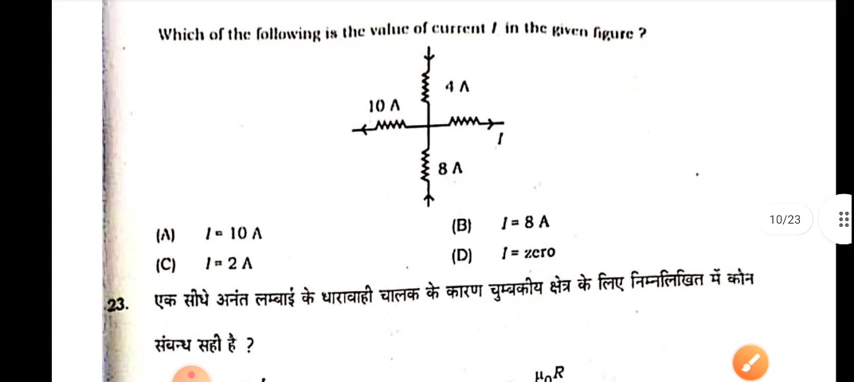 Which of the following is the value of current I in the given figure ?
4 A
10 A
I
8 A
(A) I = 10 A
(B) I = 8 A
(C) I = 2 A
(D) I = zero
10/23
23. एक सीधे अनंत लम्बाई के धारावाही चालक के कारण चुम्बकीय क्षेत्र के लिए निम्नलिखित में कोन
संबन्ध सही है ?
μ₀R